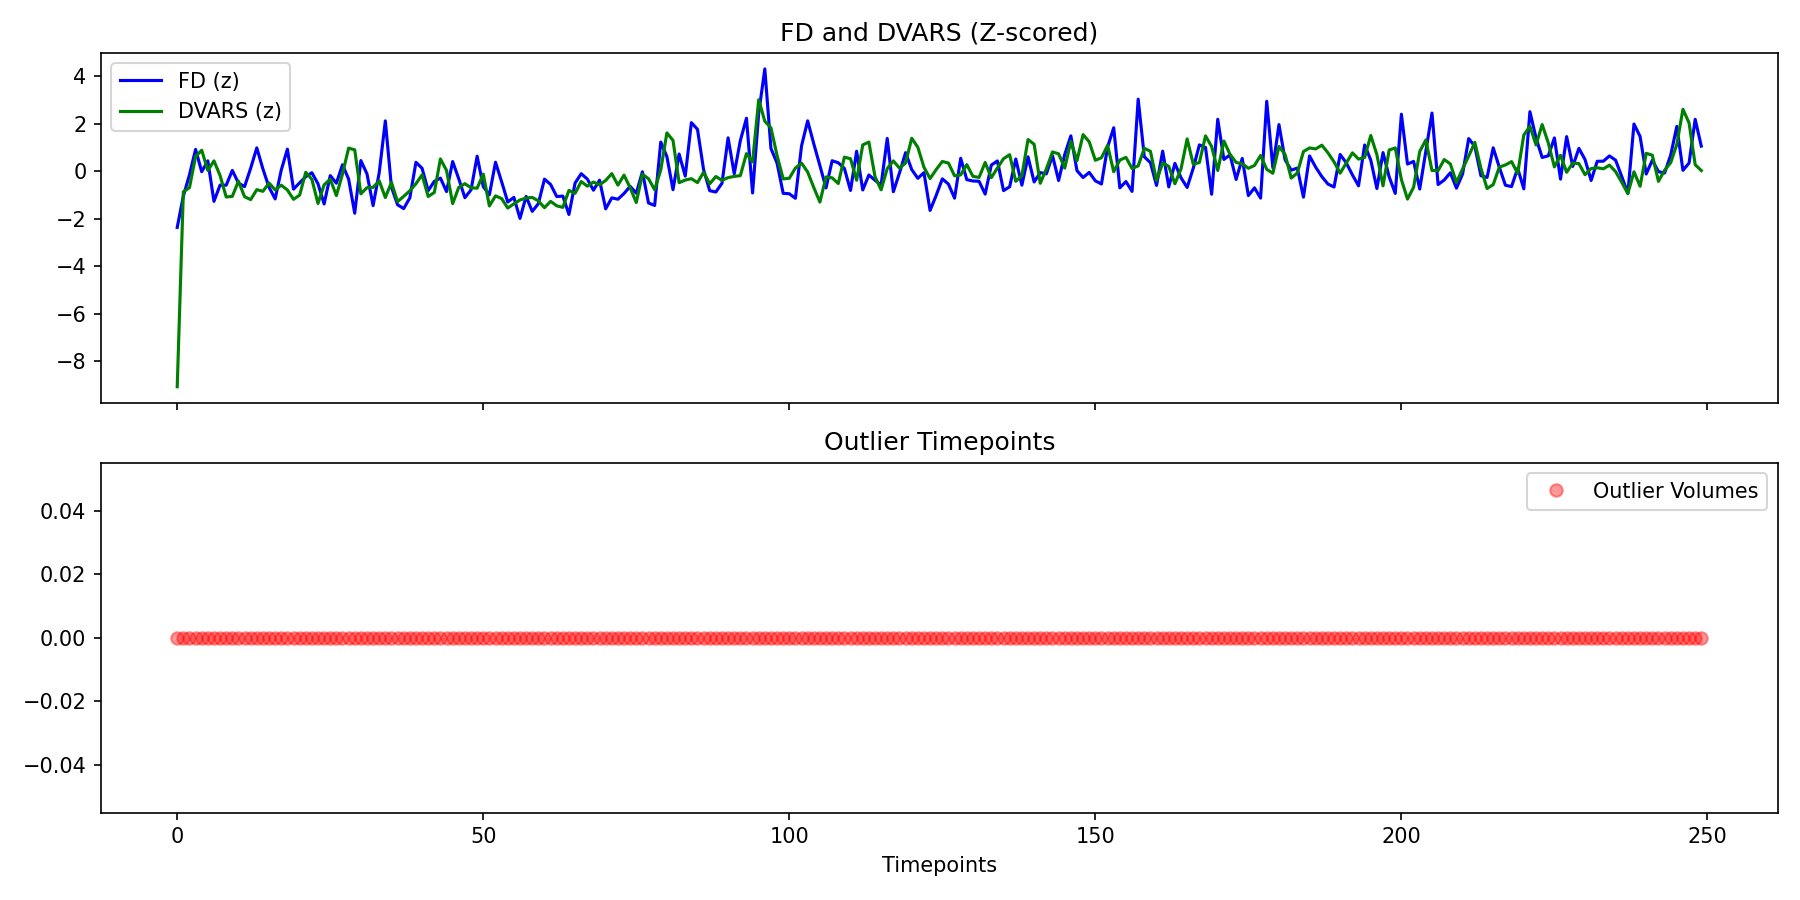 FD and DVARS (Z-scored)
FD (z)
DVARS (z)
4
2
0
−2
−4
−6
−8
Outlier Timepoints
Outlier Volumes
0.04
0.02
0.00
−0.02
−0.04
0 50 100 150 200 250
Timepoints